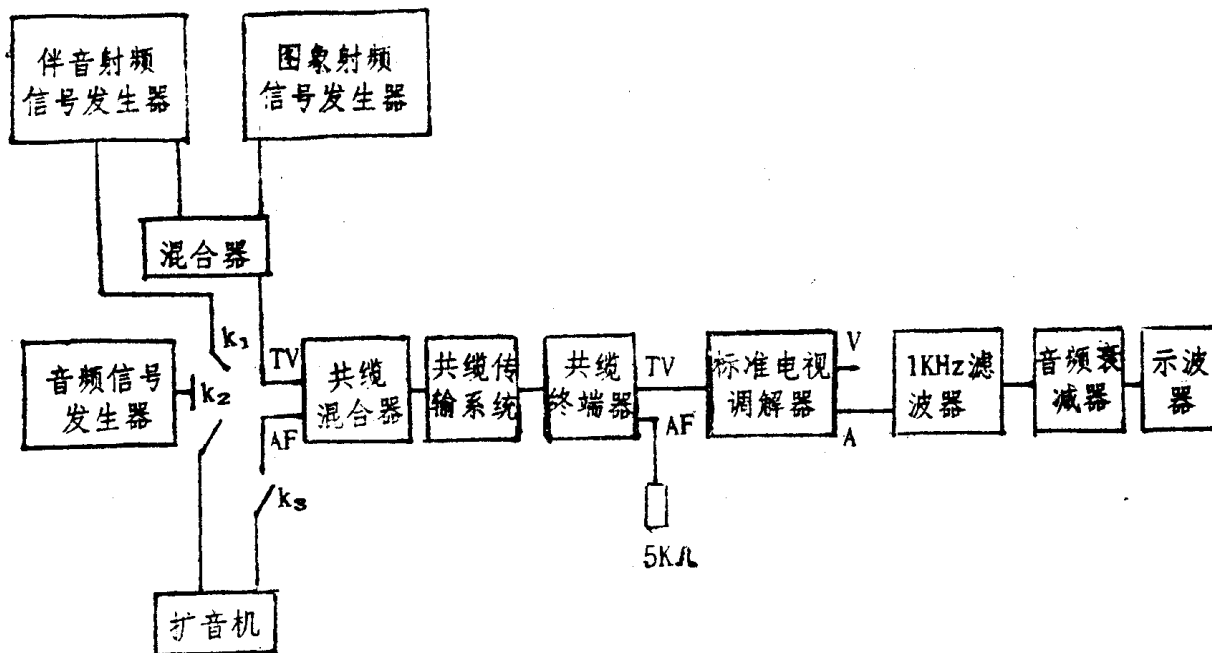 伴音射频
信号发生器
图象射频
信号发生器
混合器
k₁
音频信号
发生器
k₂
TV
AF
k₃
共缆
混合器
共缆传
输系统
共缆
终端器
TV
AF
5KΩ
标准电视
调解器
V
A
1KHz滤
波器
音频衰
减器
示波
器
扩音机